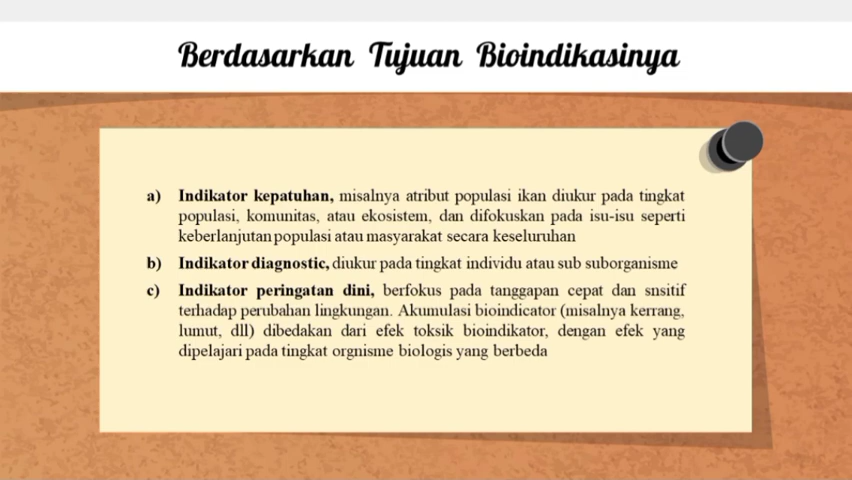 Berdasarkan Tujuan Bioindikasinya
a) Indikator kepatuhan, misalnya atribut populasi ikan diukur pada tingkat
populasi, komunitas, atau ekosistem, dan difokuskan pada isu-isu seperti
keberlanjutan populasi atau masyarakat secara keseluruhan
b) Indikator diagnostic, diukur pada tingkat individu atau sub suborganisme
c) Indikator peringatan dini, berfokus pada tanggapan cepat dan snsitif
terhadap perubahan lingkungan. Akumulasi bioindicator (misalnya kerrang,
lumut, dll) dibedakan dari efek toksik bioindikator, dengan efek yang
dipelajari pada tingkat orgnisme biologis yang berbeda